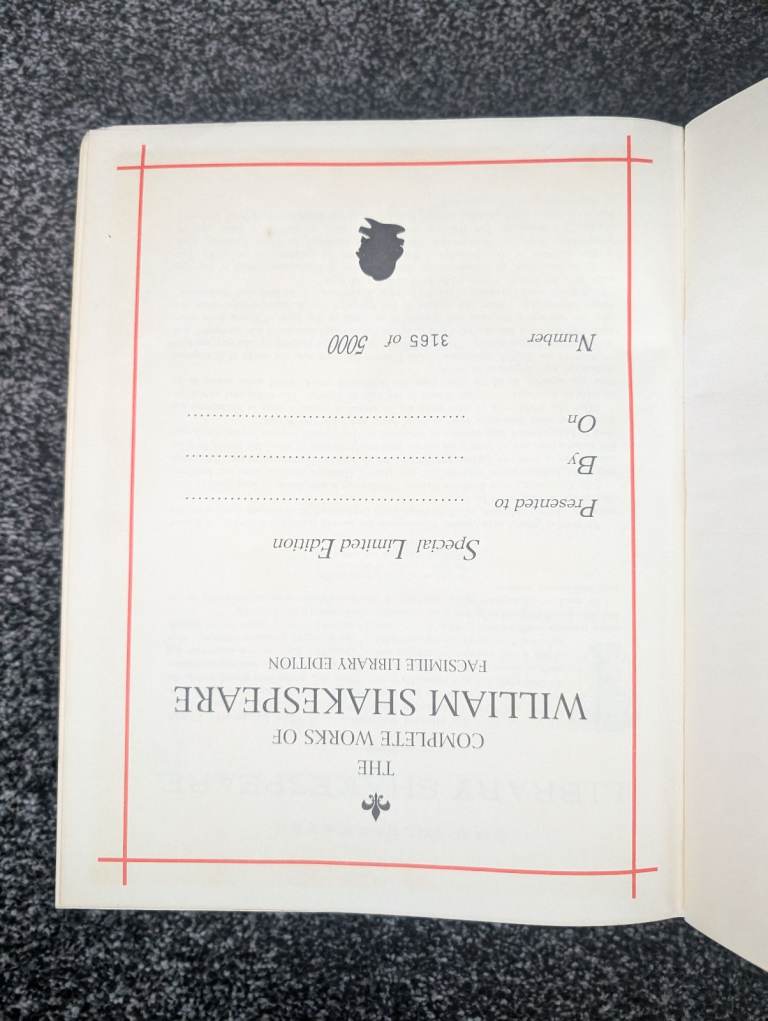 THE
COMPLETE WORKS OF
WILLIAM SHAKESPEARE
FACSIMILE LIBRARY EDITION
Special Limited Edition
Presented to ........................................
By ........................................
On ........................................
Number 3165 of 5000